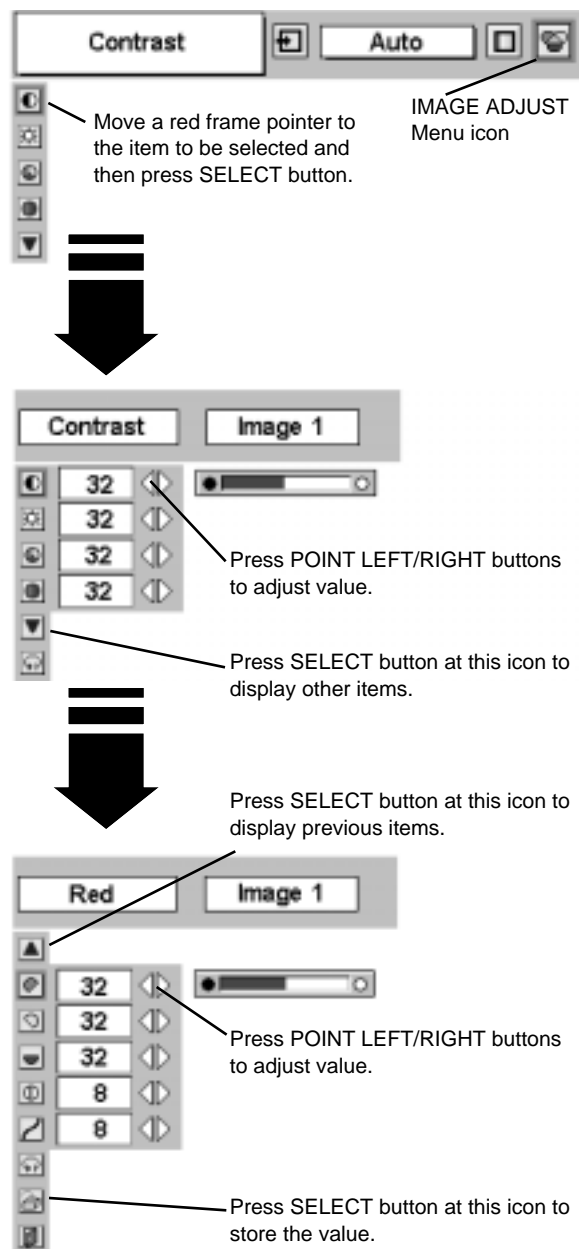 Contrast
Auto
Move a red frame pointer to
the item to be selected and
then press SELECT button.
IMAGE ADJUST
Menu icon
Contrast
Image 1
32
32
32
32
Press POINT LEFT/RIGHT buttons
to adjust value.
Press SELECT button at this icon to
display other items.
Press SELECT button at this icon to
display previous items.
Red
Image 1
32
32
32
8
8
Press POINT LEFT/RIGHT buttons
to adjust value.
Press SELECT button at this icon to
store the value.